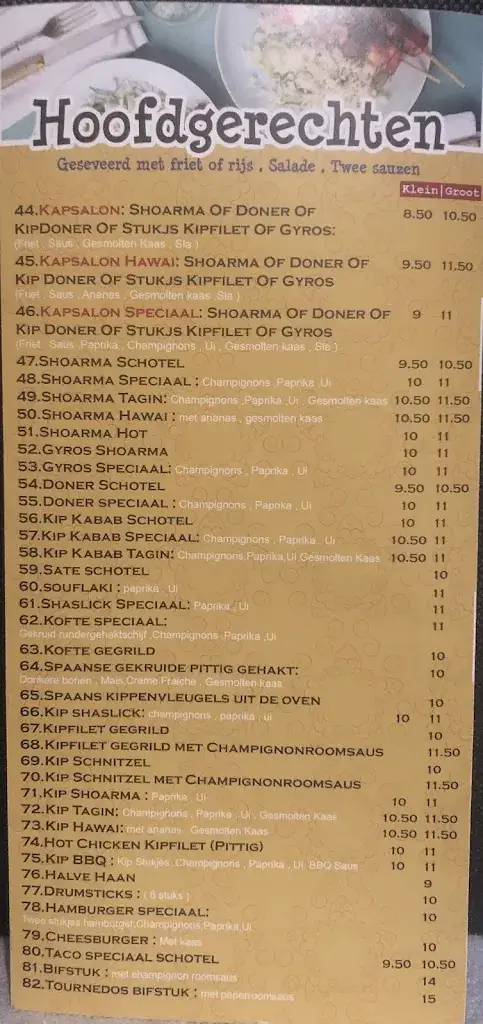 Hoofdgerechten
Geseveerd met friet of rijs , Salade , Twee sauzen
Klein|Groot
44.Kapsalon: Shoarma Of Doner Of 8.50 10.50
KipDoner Of Stukjs Kipfilet Of Gyros:
(Friet , Saus , Gesmolten Kaas , Sla )
45.Kapsalon Hawai: Shoarma Of Doner Of 9.50 11.50
Kip Doner Of Stukjs Kipfilet Of Gyros
(Friet , Saus , Ananes , Gesmolten kaas ,Sla )
46.Kapsalon Speciaal: Shoarma Of Doner Of 9 11
Kip Doner Of Stukjs Kipfilet Of Gyros
(Friet , Saus ,Paprika , Champignons , Ui , Gesmolten kaas , Sla )
47.Shoarma Schotel 9.50 10.50
48.Shoarma Speciaal : Champignons ,Paprika ,Ui 10 11
49.Shoarma Tagin: Champignons ,Paprika ,Ui , Gesmolten kaas 10.50 11.50
50.Shoarma Hawai : met ananas , gesmolten kaas 10.50 11.50
51.Shoarma Hot 10 11
52.Gyros Shoarma 10 11
53.Gyros Speciaal: Champignons , Paprika , Ui 10 11
54.Doner Schotel 9.50 10.50
55.Doner speciaal : Champignons , Paprika , Ui 10 11
56.Kip Kabab Schotel 10 11
57.Kip Kabab Speciaal: Champignons , Paprika , Ui 10.50 11
58.Kip Kabab Tagin: Champignons,Paprika,Ui,Gesmolten Kaas 10.50 11
59.Sate schotel 10
60.souflaki : paprika , Ui 11
61.Shaslick Speciaal: Paprika , Ui 11
62.Kofte speciaal: 11
Gekruid rundergehaktschijf ,Champignons ,Paprika ,Ui
63.Kofte gegrild 10
64.Spaanse gekruide pittig gehakt: 10
Donkere bonen , Mais,Creme Fraiche , Gesmolten kaas
65.Spaans kippenvleugels uit de oven 10
66.Kip shaslick: champignons , paprika , ui 10 11
67.Kipfilet gegrild 10
68.Kipfilet gegrild met Champignonroomsaus 11.50
69.Kip Schnitzel 10
70.Kip Schnitzel met Champignonroomsaus 11.50
71.Kip Shoarma : Paprika , Ui 10 11
72.Kip Tagin: Champignons , Paprika , Ui , Gesmolten Kaas 10.50 11.50
73.Kip Hawai: met ananes , Gesmolten Kaas 10.50 11.50
74.Hot Chicken Kipfilet (Pittig) 10 11
75.Kip BBQ : Kip Stukjes ,Champignons , Paprika , Ui, BBQ Saus 10 11
76.Halve Haan 9
77.Drumsticks : ( 6 stuks ) 10
78.Hamburger speciaal: 10
Twee stukjes hamburger,Champignons,Paprika,Ui
79.Cheesburger : Met kaas 10
80.Taco speciaal schotel 9.50 10.50
81.Bifstuk : met champignon roomsaus 14
82.Tournedos bifstuk : met peperroomsaus 15